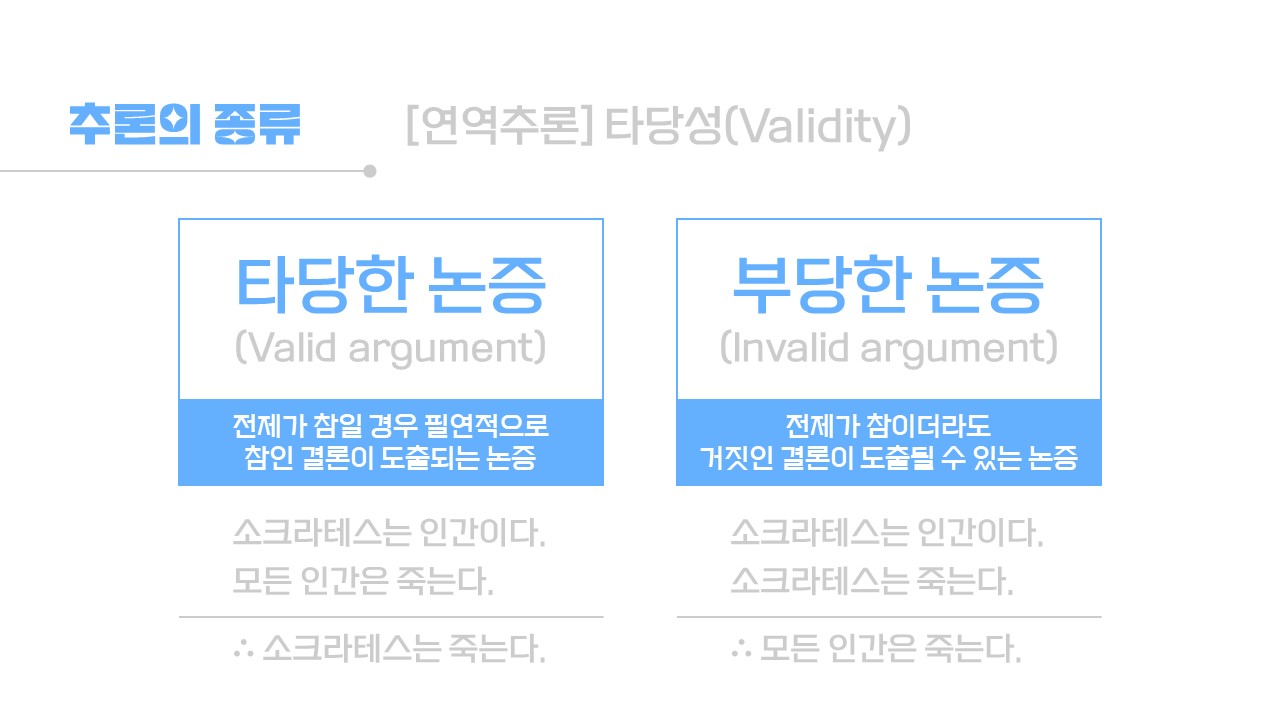 추론의 종류
[연역추론] 타당성(Validity)
타당한 논증
(Valid argument)
전제가 참일 경우 필연적으로
참인 결론이 도출되는 논증
소크라테스는 인간이다.
모든 인간은 죽는다.
∴ 소크라테스는 죽는다.
부당한 논증
(Invalid argument)
전제가 참이더라도
거짓인 결론이 도출될 수 있는 논증
소크라테스는 인간이다.
소크라테스는 죽는다.
∴ 모든 인간은 죽는다.